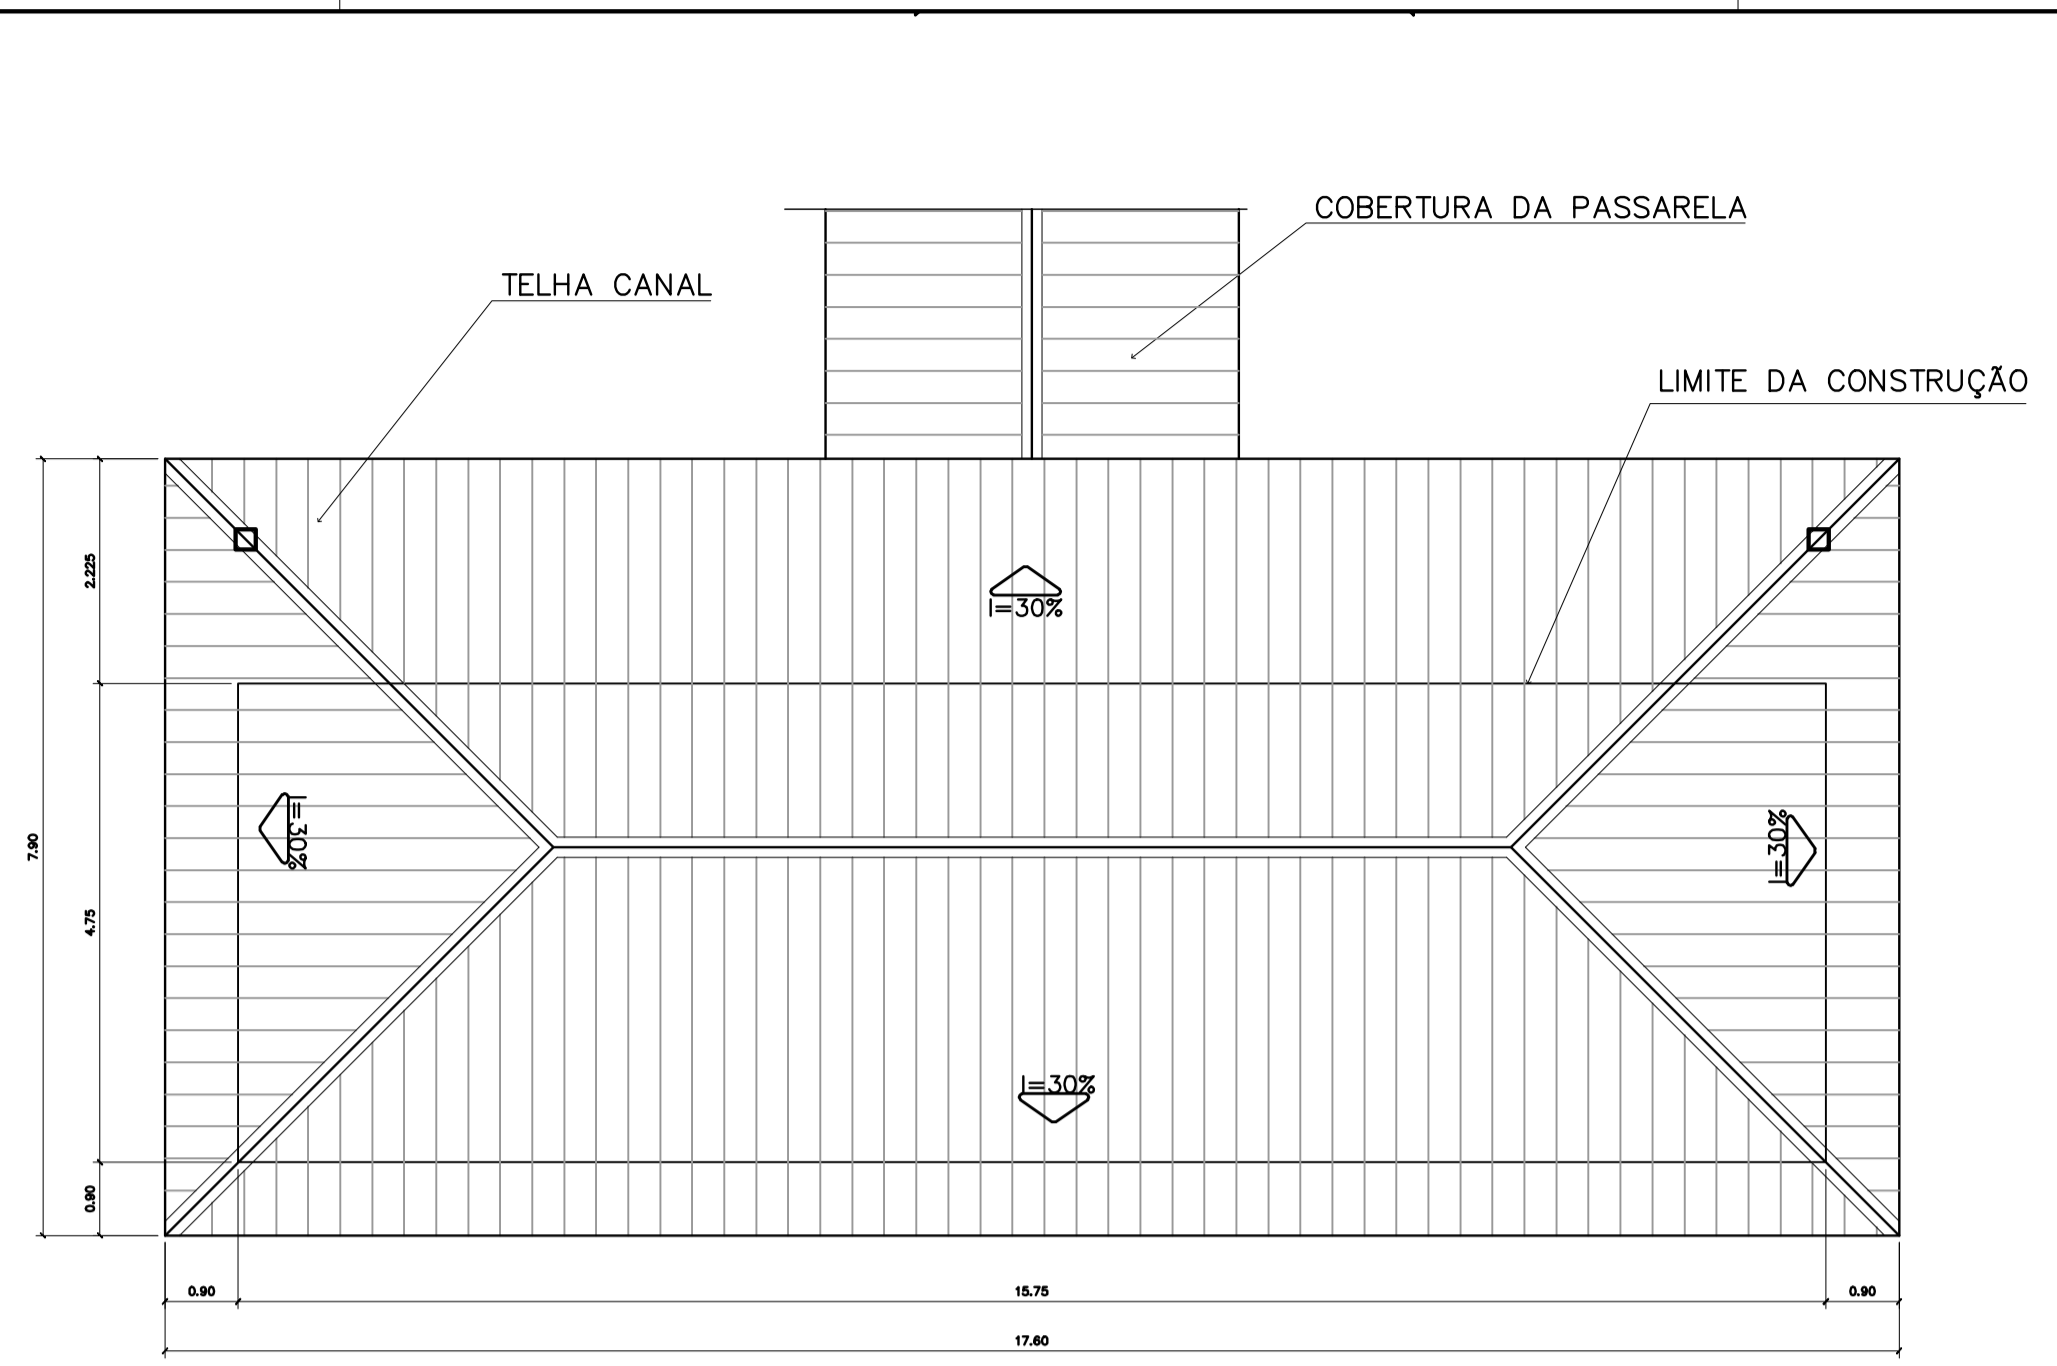 COBERTURA DA PASSARELA
TELHA CANAL
LIMITE DA CONSTRUÇÃO
2.225
I=30%
7.90
4.75
I=30%
I=30%
I=30%
0.90
0.90
15.75
0.90
17.60